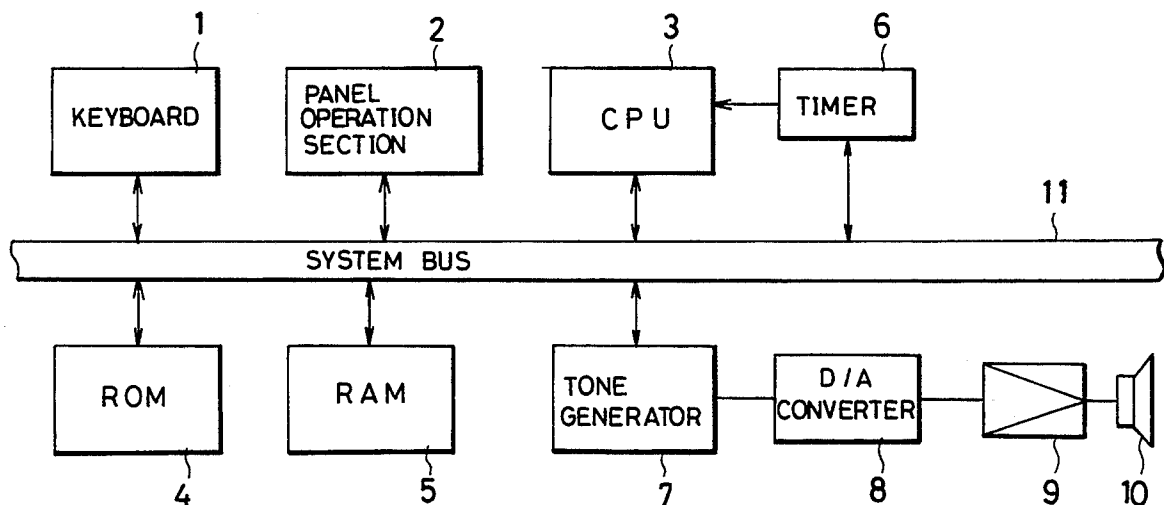 1
2
3
6
KEYBOARD
PANEL
OPERATION
SECTION
CPU
TIMER
11
SYSTEM BUS
ROM
RAM
TONE
GENERATOR
D/A
CONVERTER
4
5
7
8
9
10